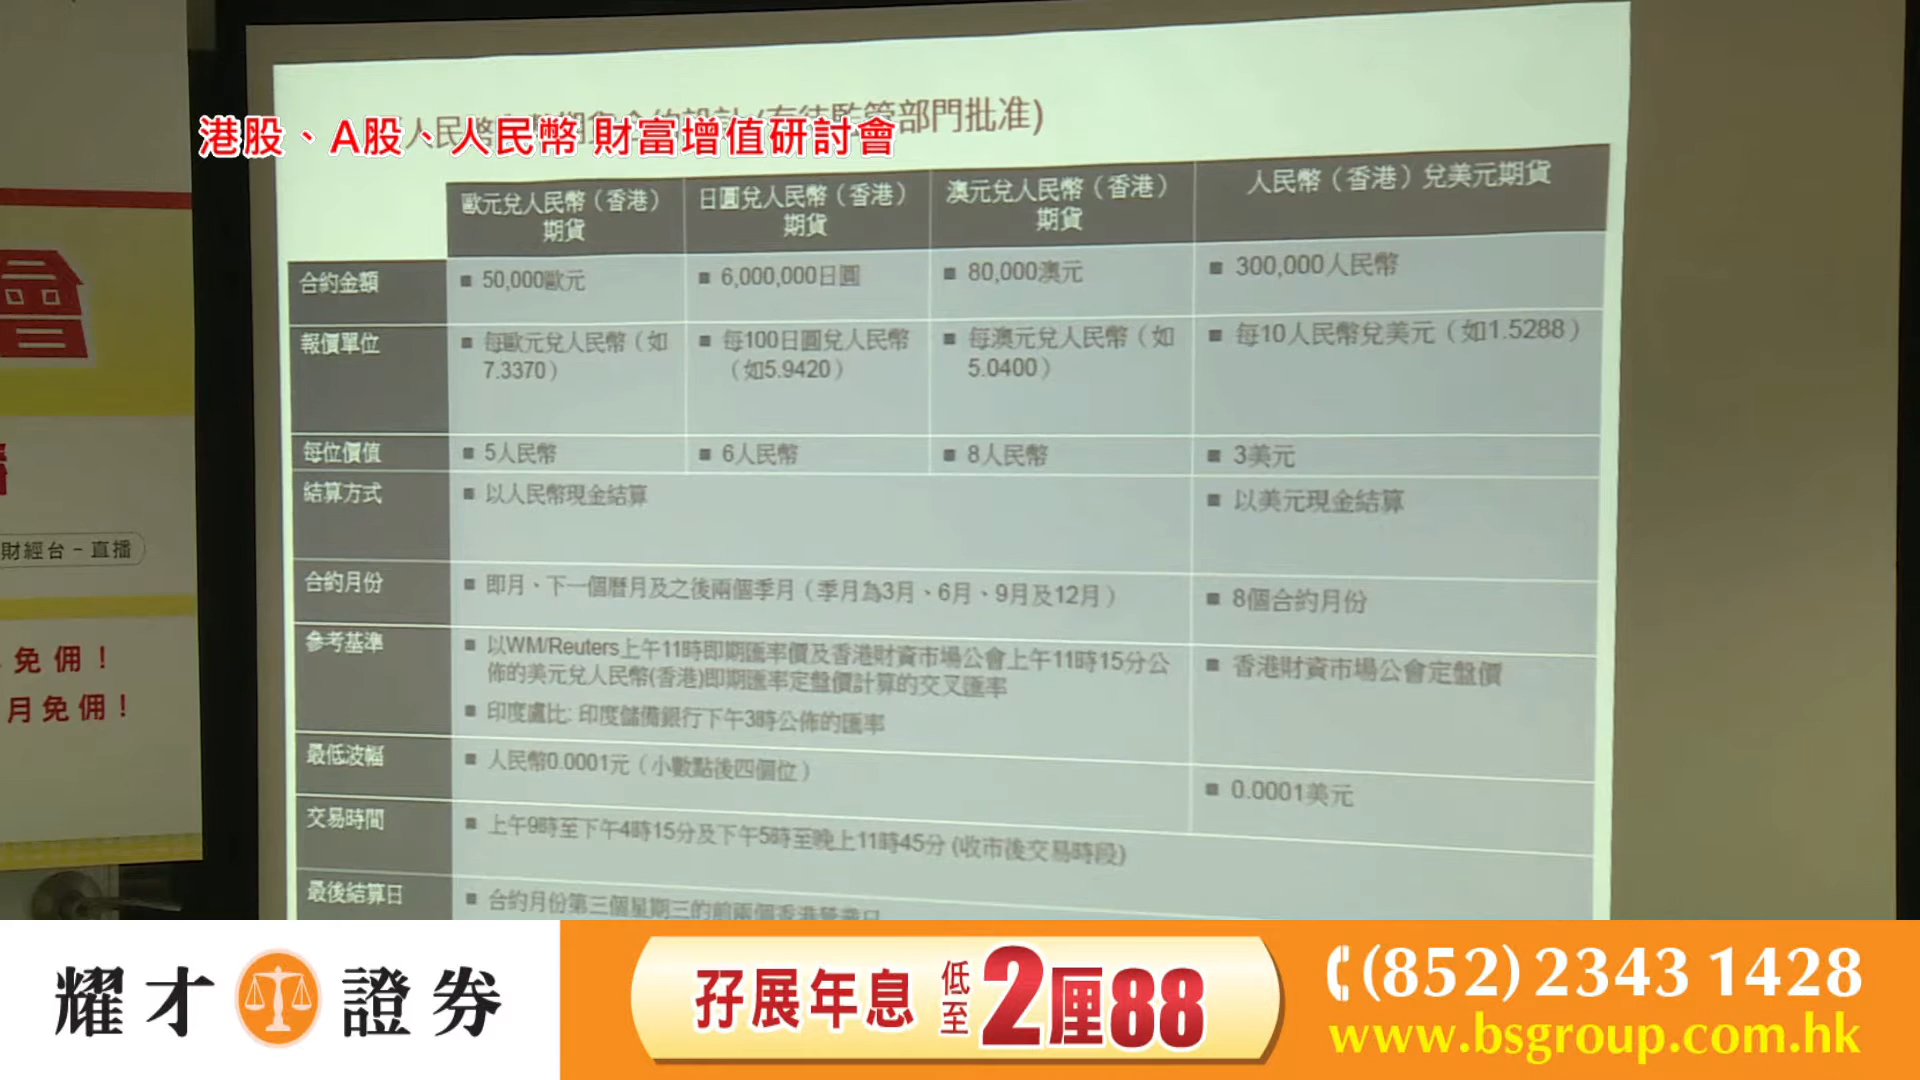 人民幣
(有待監管部門批准)
港股、A股、人民幣 財富增值研討會
歐元兌人民幣（香港）
期貨
日圓兌人民幣（香港）
期貨
澳元兌人民幣（香港）
期貨
人民幣（香港）兌美元期貨
合約金額
■ 50,000歐元
■ 6,000,000日圓
■ 80,000澳元
■ 300,000人民幣
報價單位
■ 每歐元兌人民幣（如
7.3370）
■ 每100日圓兌人民幣
（如5.9420）
■ 每澳元兌人民幣（如
5.0400）
■ 每10人民幣兌美元（如1.5288）
每位價值
■ 5人民幣
■ 6人民幣
■ 8人民幣
■ 3美元
結算方式
■ 以人民幣現金結算
■ 以美元現金結算
合約月份
■ 即月、下一個曆月及之後兩個季月（季月為3月、6月、9月及12月）
■ 8個合約月份
參考基準
■ 以WM/Reuters上午11時即期匯率價及香港財資市場公會上午11時15分公
佈的美元兌人民幣(香港)即期匯率定盤價計算的交叉匯率
■ 印度盧比: 印度儲備銀行下午3時公佈的匯率
■ 香港財資市場公會定盤價
最低波幅
■ 人民幣0.0001元（小數點後四個位）
■ 0.0001美元
交易時間
■ 上午9時至下午4時15分及下午5時至晚上11時45分 (收市後交易時段)
最後結算日
■ 合約月份第三個星期三的前兩個香港營業日
財經台-直播
免佣！
月免佣！
耀才證券
孖展年息低至2厘88
(852) 2343 1428
www.bsgroup.com.hk